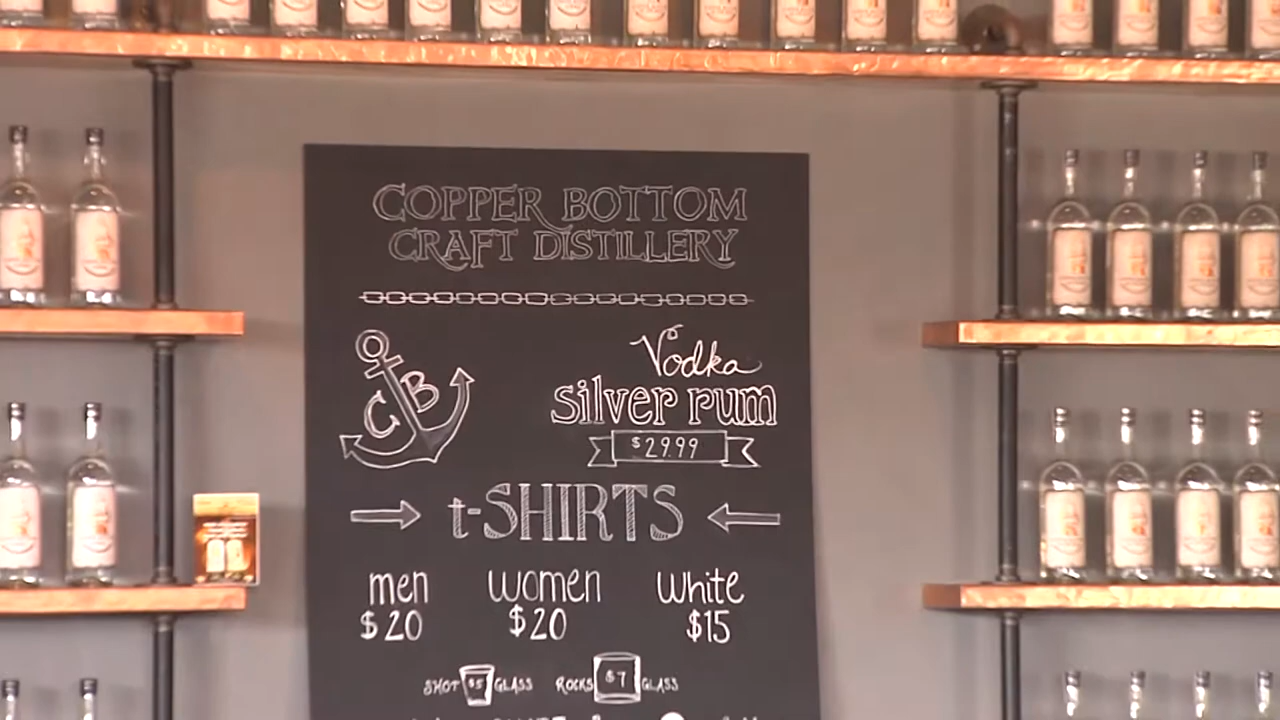 COPPER BOTTOM
CRAFT DISTILLERY
CB
Vodka
silver rum
$29.99
t-SHIRTS
men women white
$20 $20 $15
SHOT $5 GLASS ROCKS $7 GLASS